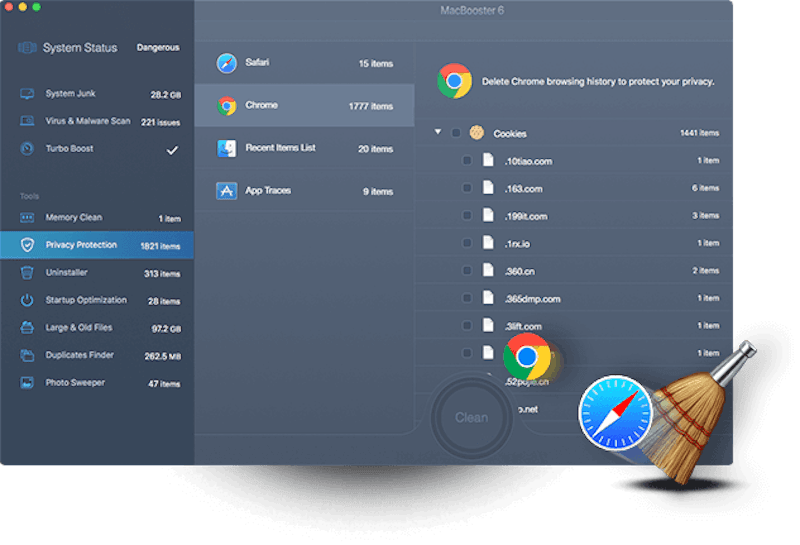 MacBooster 6
System Status Dangerous
System Junk 28.2 GB
Virus & Malware Scan 221 issues
Turbo Boost
Tools
Memory Clean 1 item
Privacy Protection 1821 items
Uninstaller 313 items
Startup Optimization 28 items
Large & Old Files 97.2 GB
Duplicates Finder 262.5 MB
Photo Sweeper 47 items
Safari 15 items
Chrome 1777 items
Recent Items List 20 items
App Traces 9 items
Delete Chrome browsing history to protect your privacy.
Cookies 1441 items
.10tiao.com 1 item
.163.com 6 items
.199it.com 3 items
.1rx.io 1 item
.360.cn 2 items
.365dmp.com 1 item
.3lift.com 1 item
1 item
.net
Clean